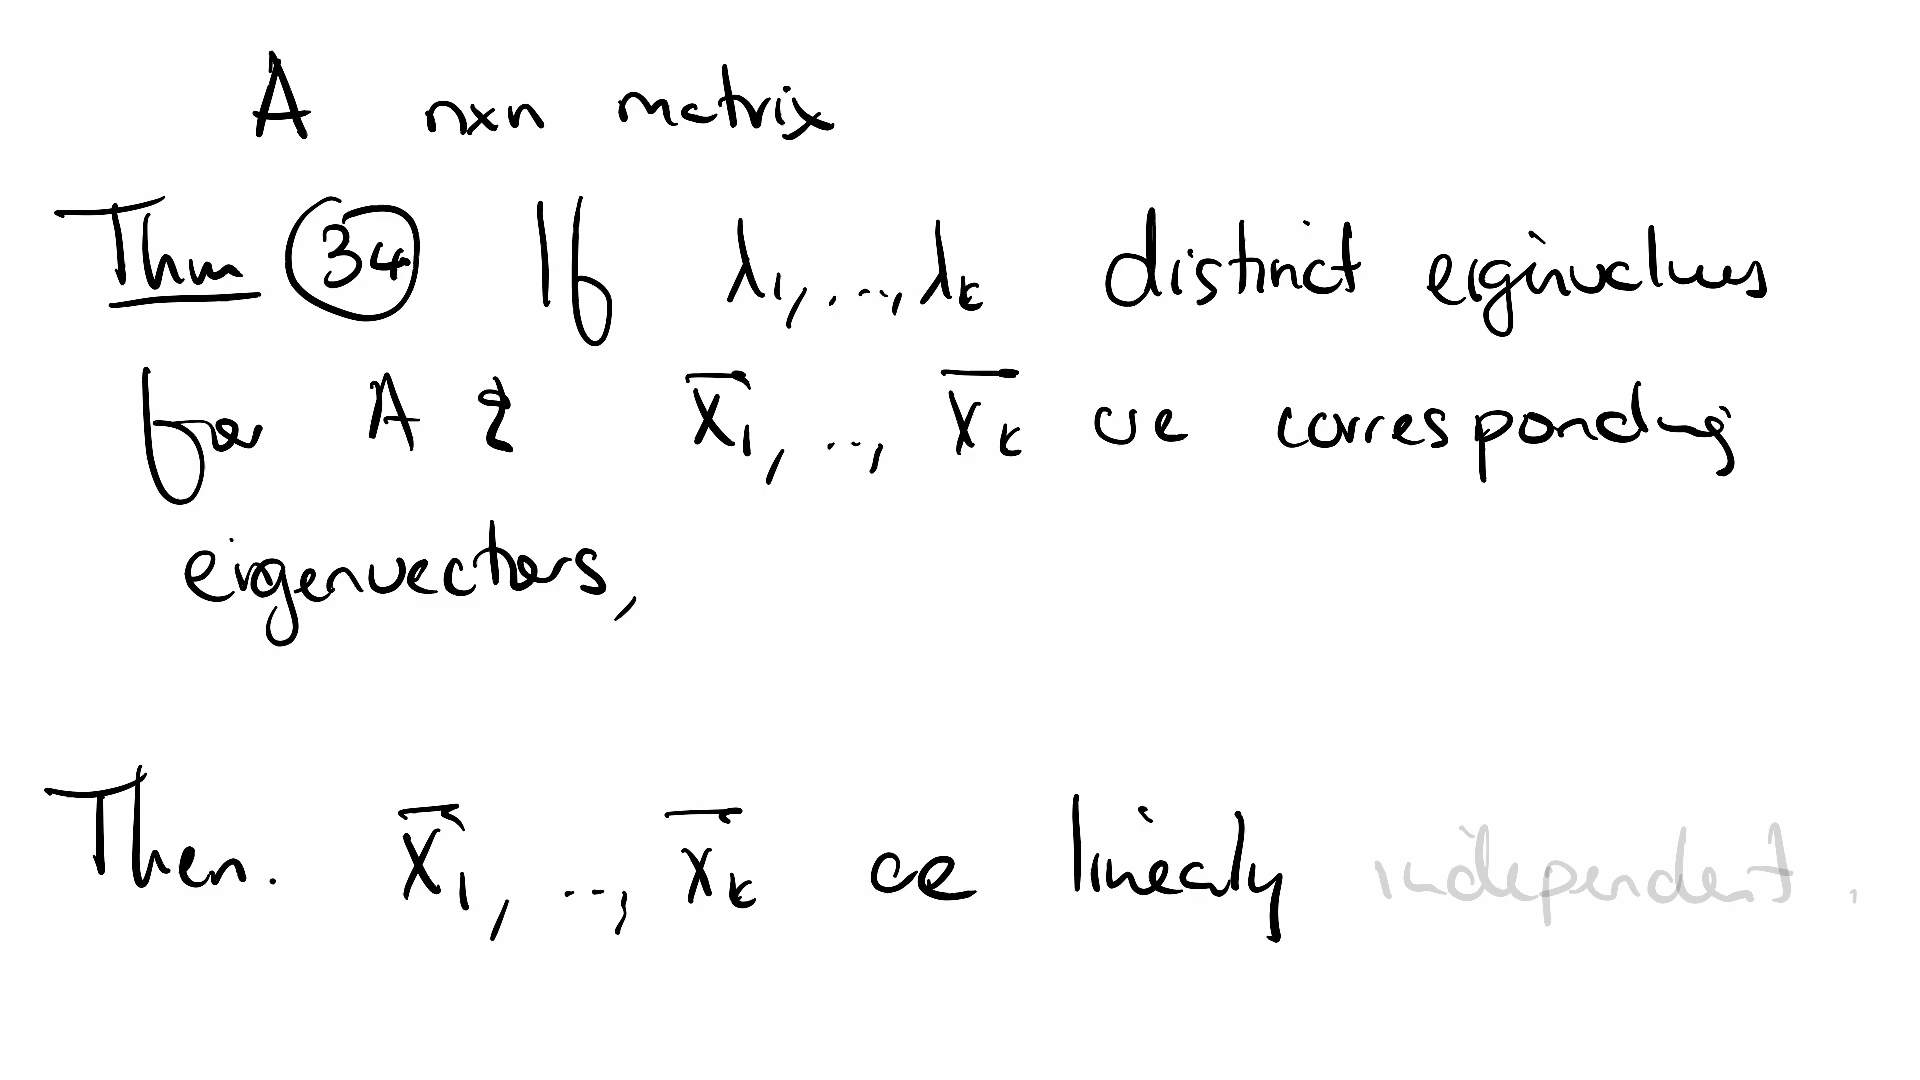 A nxn matrix
Thm 34 If λ₁, ..., λₖ distinct eigenvalues
for A & x⃗₁, ..., x⃗ₖ are corresponding
eigenvectors,
Then. x⃗₁, ..., x⃗ₖ are linearly independent.